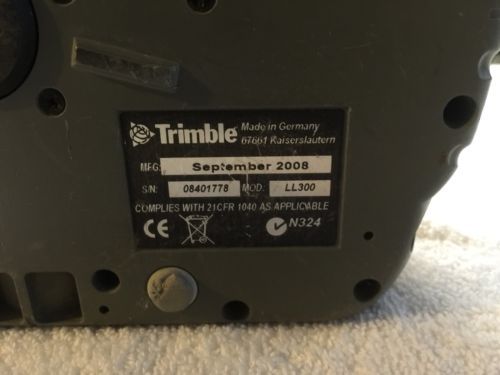 Trimble Made in Germany
67661 Kaiserslautern
MFG: September 2008
S/N: 08401778 MOD: LL300
COMPLIES WITH 21CFR 1040 AS APPLICABLE
CE N324